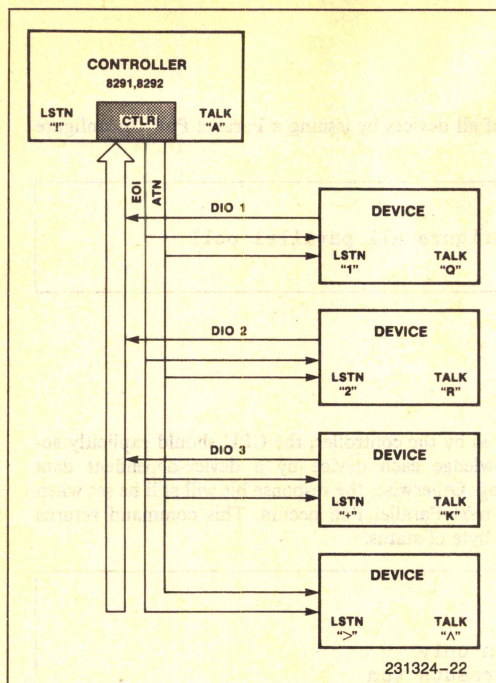 CONTROLLER
8291,8292
LSTN
"!"
CTLR
TALK
"A"
EOI
ATN
DIO 1
DEVICE
LSTN
"1"
TALK
"Q"
DIO 2
DEVICE
LSTN
"2"
TALK
"R"
DIO 3
DEVICE
LSTN
"+"
TALK
"K"
DEVICE
LSTN
">"
TALK
"^"
231324–22